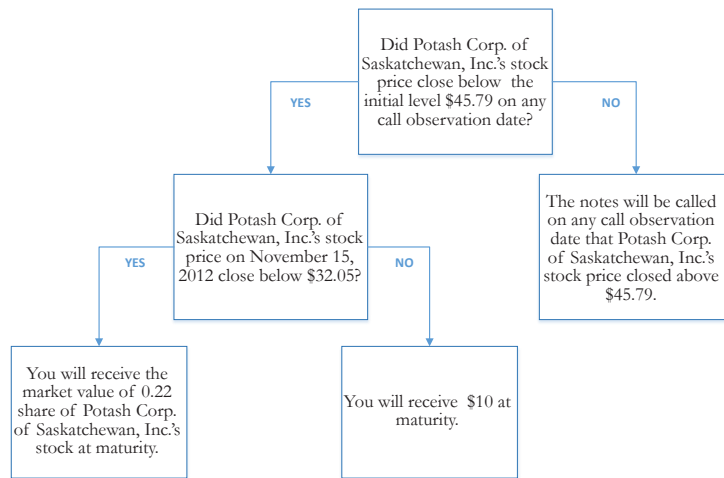 Did Potash Corp. of
Saskatchewan, Inc.'s stock
price close below the
initial level $45.79 on any
call observation date?
YES
NO
Did Potash Corp. of
Saskatchewan, Inc.'s stock
price on November 15,
2012 close below $32.05?
The notes will be called
on any call observation
date that Potash Corp.
of Saskatchewan, Inc.'s
stock price closed above
$45.79.
YES
NO
You will receive the
market value of 0.22
share of Potash Corp.
of Saskatchewan, Inc.'s
stock at maturity.
You will receive $10 at
maturity.